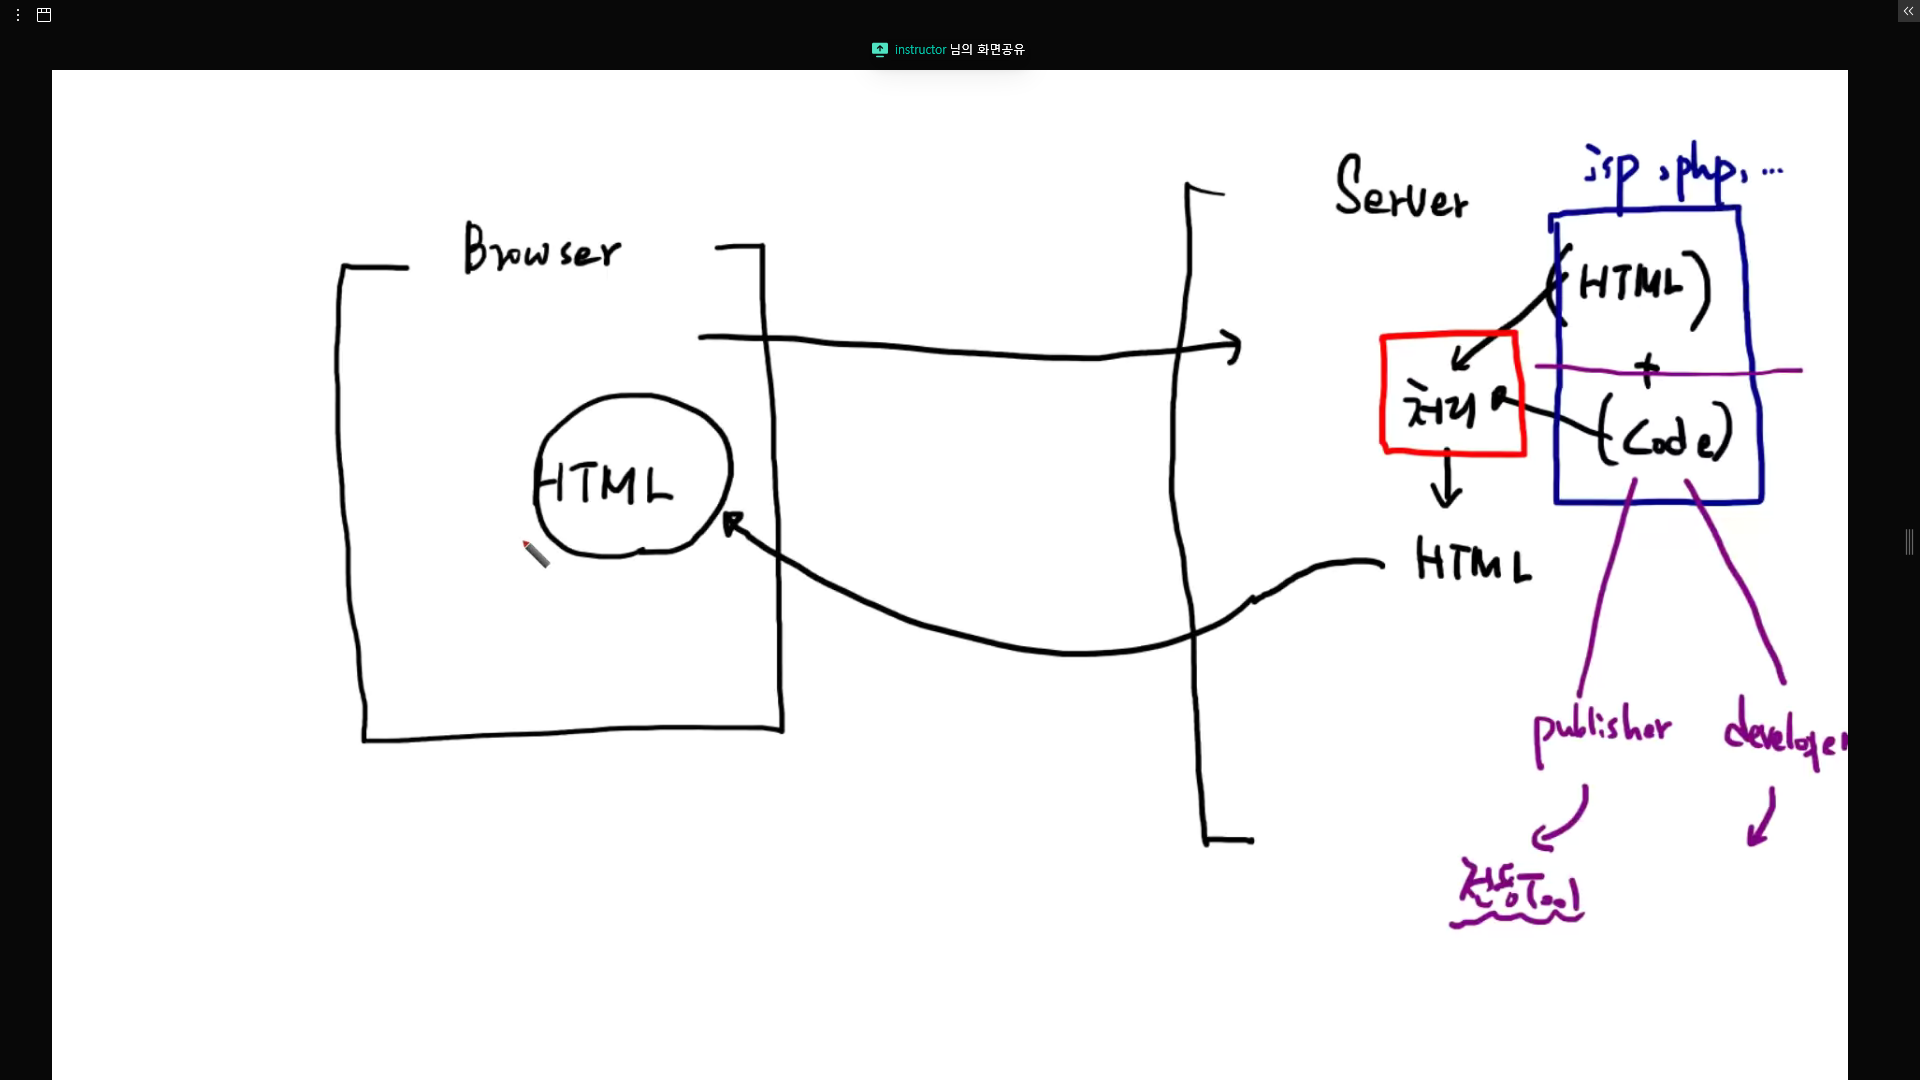 instructor 님의 화면공유
jsp, php, ...
Server
Browser
(HTML)
+
처리
(Code)
HTML
HTML
publisher
developer
전용Tool